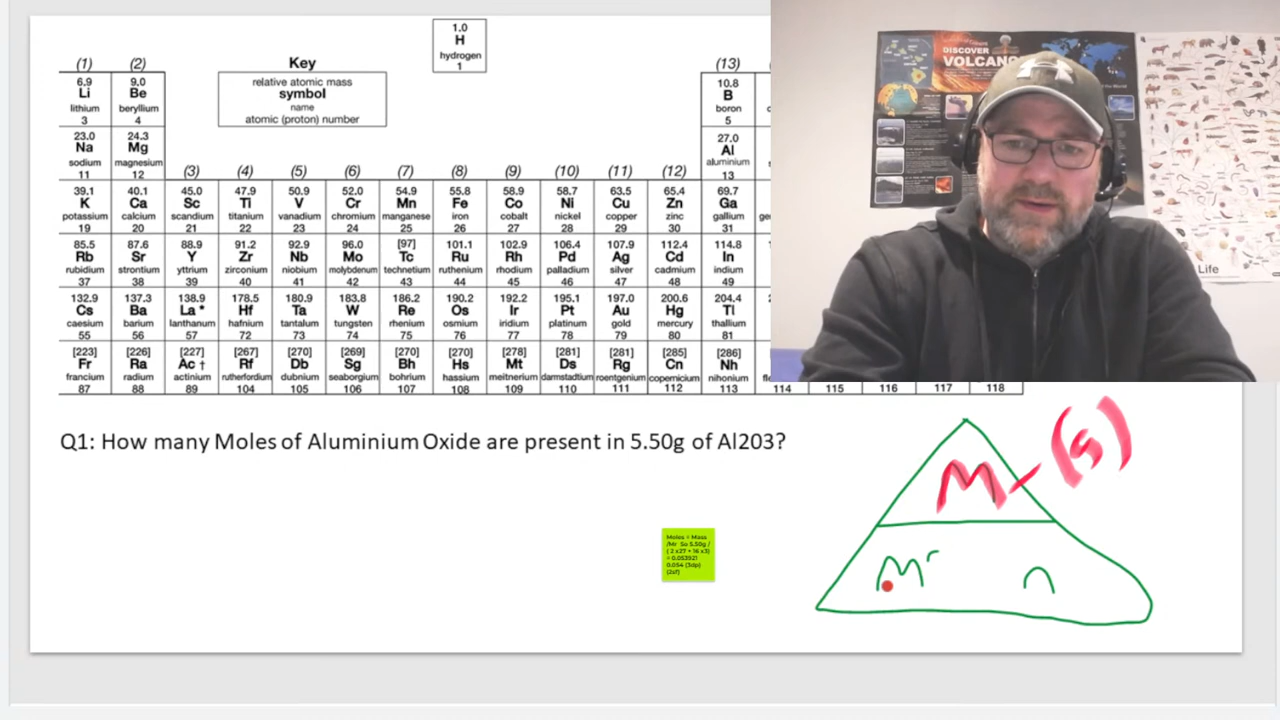 1.0
H
hydrogen
1
(1) (2) Key (13)
6.9 9.0 relative atomic mass 10.8
Li Be symbol B
lithium beryllium name boron
3 4 atomic (proton) number 5
23.0 24.3 27.0
Na Mg Al
sodium magnesium aluminium
11 12 (3) (4) (5) (6) (7) (8) (9) (10) (11) (12) 13
39.1 40.1 45.0 47.9 50.9 52.0 54.9 55.8 58.9 58.7 63.5 65.4 69.7
K Ca Sc Ti V Cr Mn Fe Co Ni Cu Zn Ga
potassium calcium scandium titanium vanadium chromium manganese iron cobalt nickel copper zinc gallium
19 20 21 22 23 24 25 26 27 28 29 30 31
85.5 87.6 88.9 91.2 92.9 96.0 [97] 101.1 102.9 106.4 107.9 112.4 114.8
Rb Sr Y Zr Nb Mo Tc Ru Rh Pd Ag Cd In
rubidium strontium yttrium zirconium niobium molybdenum technetium ruthenium rhodium palladium silver cadmium indium
37 38 39 40 41 42 43 44 45 46 47 48 49
132.9 137.3 138.9 178.5 180.9 183.8 186.2 190.2 192.2 195.1 197.0 200.6 204.4
Cs Ba La * Hf Ta W Re Os Ir Pt Au Hg Tl
caesium barium lanthanum hafnium tantalum tungsten rhenium osmium iridium platinum gold mercury thallium
55 56 57 72 73 74 75 76 77 78 79 80 81
[223] [226] [227] [267] [270] [269] [270] [270] [278] [281] [281] [285] [286]
Fr Ra Ac † Rf Db Sg Bh Hs Mt Ds Rg Cn Nh
francium radium actinium rutherfordium dubnium seaborgium bohrium hassium meitnerium darmstadtium roentgenium copernicium nihonium
87 88 89 104 105 106 107 108 109 110 111 112 113 114 115 116 117 118
DISCOVER
VOLCANO
Life
Q1: How many Moles of Aluminium Oxide are present in 5.50g of Al203?
M - (g)
Mr n
Moles = Mass
/Mr So 5.50g /
( 2 x27 + 16 x3)
= 0.053921
0.054 (3dp)
(2sf)